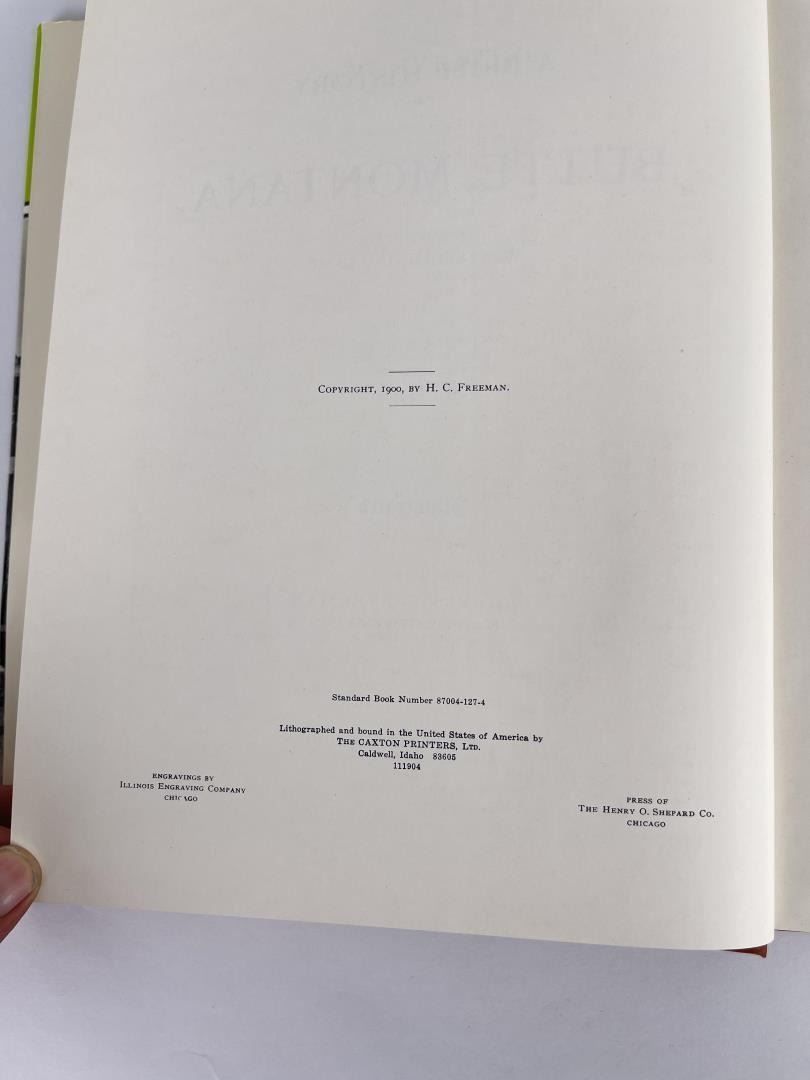 COPYRIGHT, 1900, BY H. C. FREEMAN.
Standard Book Number 87004-127-4
Lithographed and bound in the United States of America by
THE CAXTON PRINTERS, LTD.
Caldwell, Idaho 83605
111904
ENGRAVINGS BY
ILLINOIS ENGRAVING COMPANY
CHICAGO
PRESS OF
THE HENRY O. SHEPARD CO.
CHICAGO